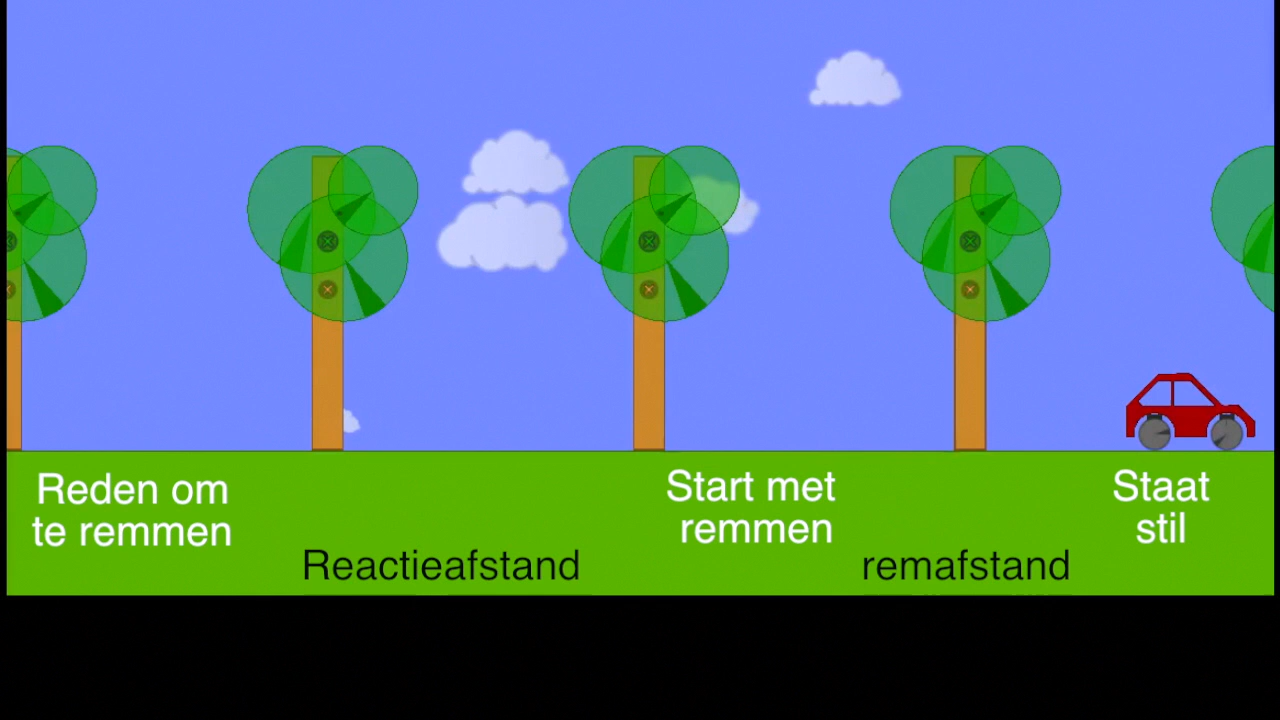 Reden om
te remmen
Reactieafstand
Start met
remmen
remafstand
Staat
stil